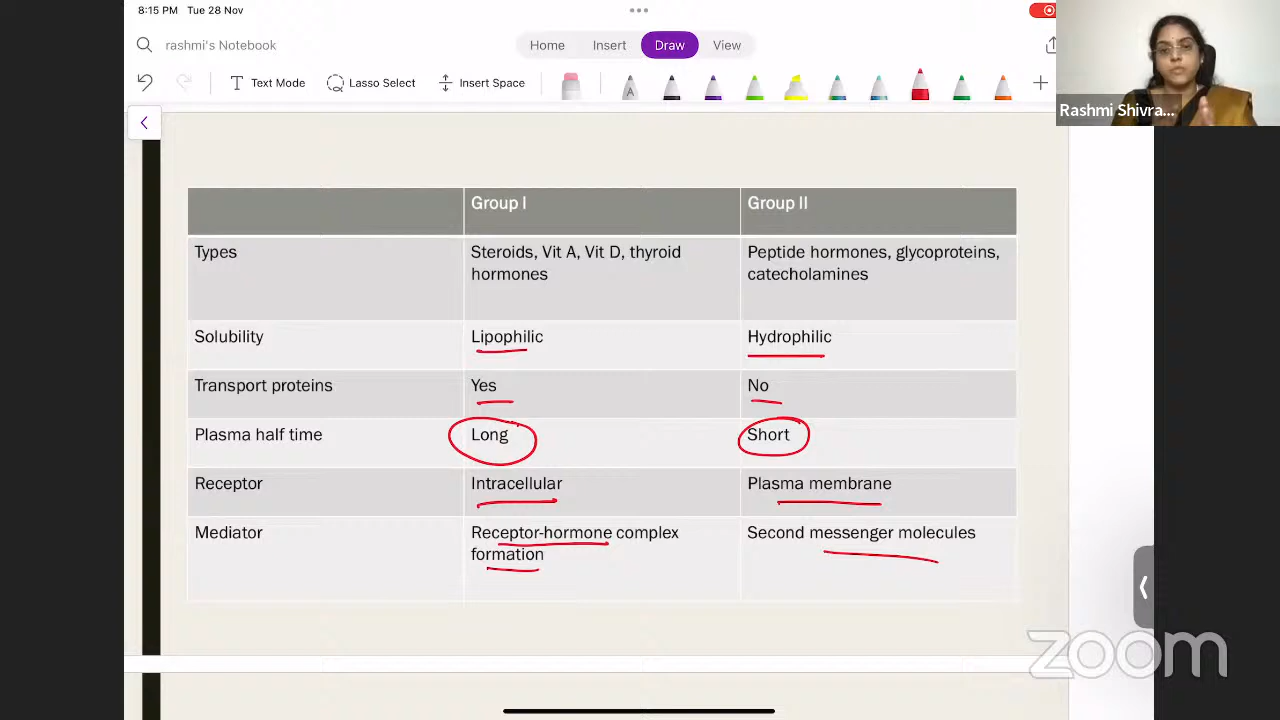 8:15 PM Tue 28 Nov
rashmi's Notebook
Home Insert Draw View
Text Mode Lasso Select Insert Space
A
Rashmi Shivra...
Group I Group II
Types Steroids, Vit A, Vit D, thyroid hormones Peptide hormones, glycoproteins, catecholamines
Solubility Lipophilic Hydrophilic
Transport proteins Yes No
Plasma half time Long Short
Receptor Intracellular Plasma membrane
Mediator Receptor-hormone complex formation Second messenger molecules
zoom